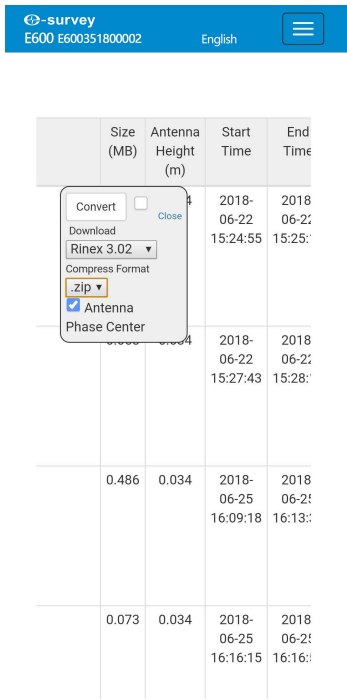 e-survey
E600 E600351800002 English
Size Antenna Start End
(MB) Height Time Time
(m)
Convert Close
Download
Rinex 3.02
Compress Format
.zip
Antenna
Phase Center
2018- 2018
06-22 06-22
15:24:55 15:25:
2018- 2018
06-22 06-22
15:27:43 15:28:
0.486 0.034 2018- 2018
06-25 06-25
16:09:18 16:13:
0.073 0.034 2018- 2018
06-25 06-25
16:16:15 16:16: